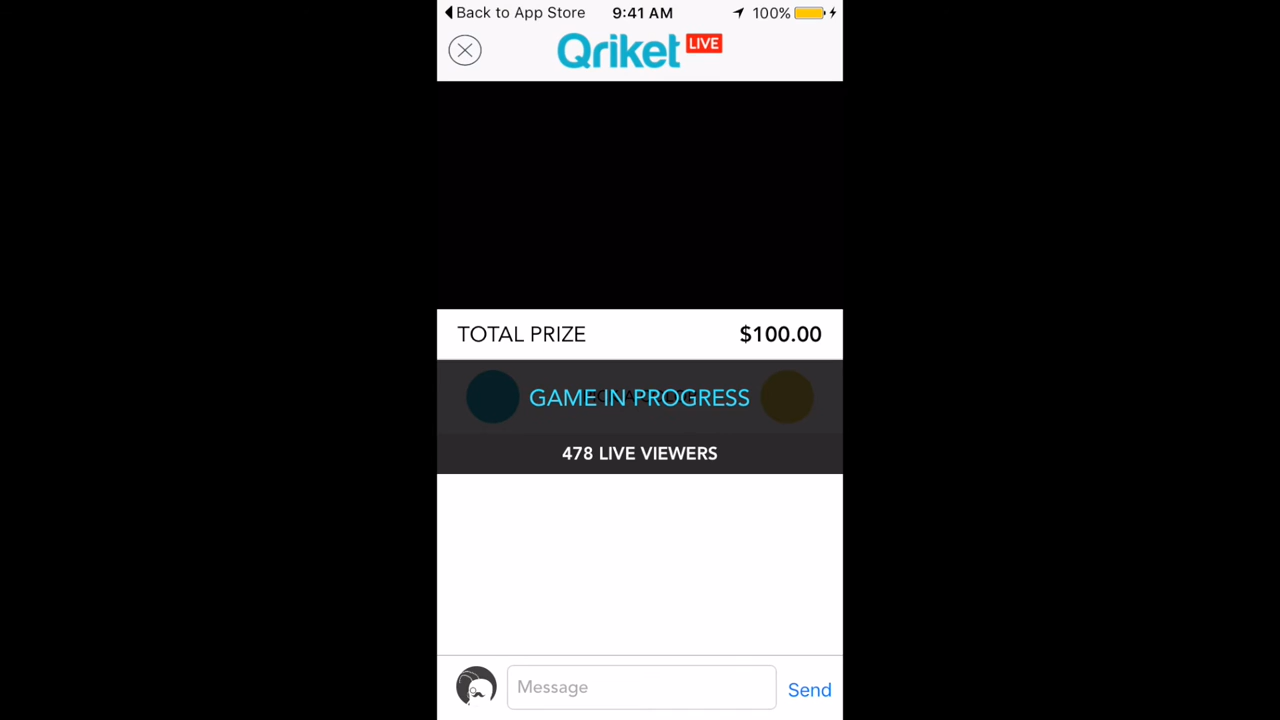 Back to App Store 9:41 AM 100%
Qriket LIVE
TOTAL PRIZE $100.00
GAME IN PROGRESS
478 LIVE VIEWERS
Message Send